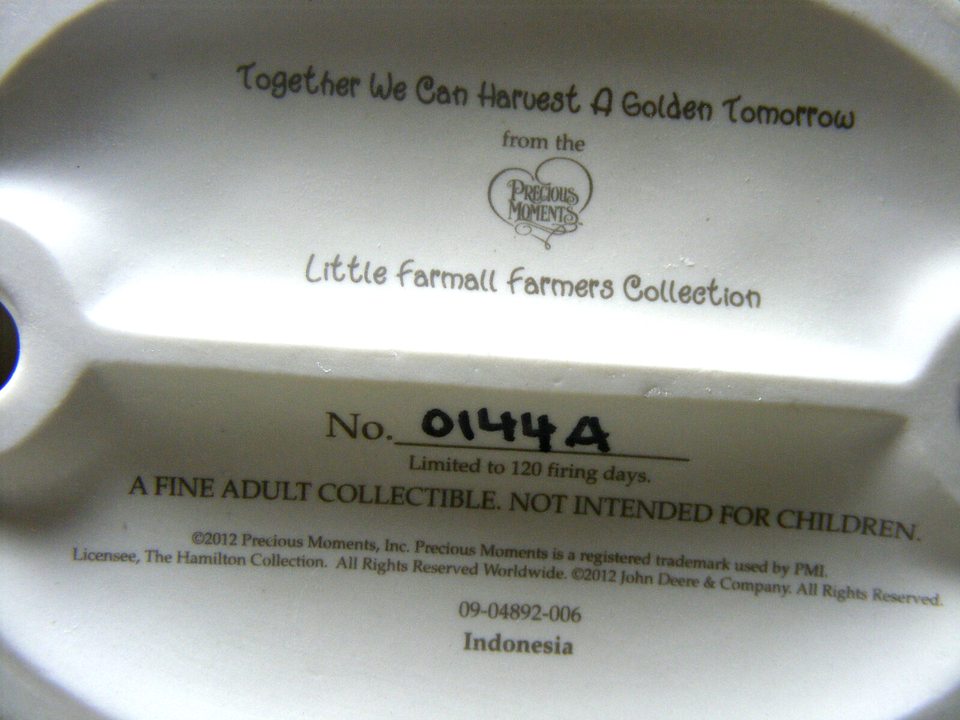 Together We Can Harvest A Golden Tomorrow
from the
PRECIOUS
MOMENTS
Little Farmall Farmers Collection
No. 0144A
Limited to 120 firing days.
A FINE ADULT COLLECTIBLE. NOT INTENDED FOR CHILDREN.
©2012 Precious Moments, Inc. Precious Moments is a registered trademark used by PMI.
Licensee, The Hamilton Collection. All Rights Reserved Worldwide. ©2012 John Deere & Company. All Rights Reserved.
09-04892-006
Indonesia